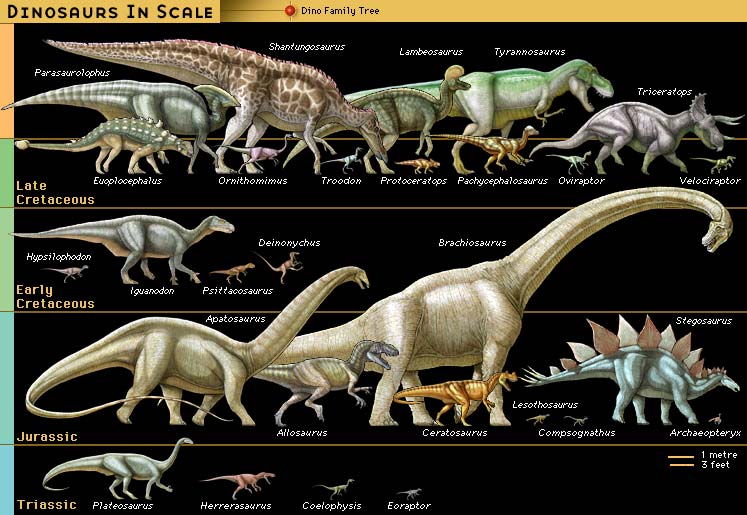 Dinosaurs In Scale
Dino Family Tree
Shantungosaurus
Lambeosaurus
Tyrannosaurus
Parasaurolophus
Triceratops
Euoplocephalus
Ornithomimus
Troodon
Protoceratops
Pachycephalosaurus
Oviraptor
Velociraptor
Late
Cretaceous
Deinonychus
Brachiosaurus
Hypsilophodon
Iguanodon
Psittacosaurus
Early
Cretaceous
Apatosaurus
Stegosaurus
Lesothosaurus
Allosaurus
Ceratosaurus
Compsognathus
Archaeopteryx
Jurassic
1 metre
3 feet
Triassic
Plateosaurus
Herrerasaurus
Coelophysis
Eoraptor